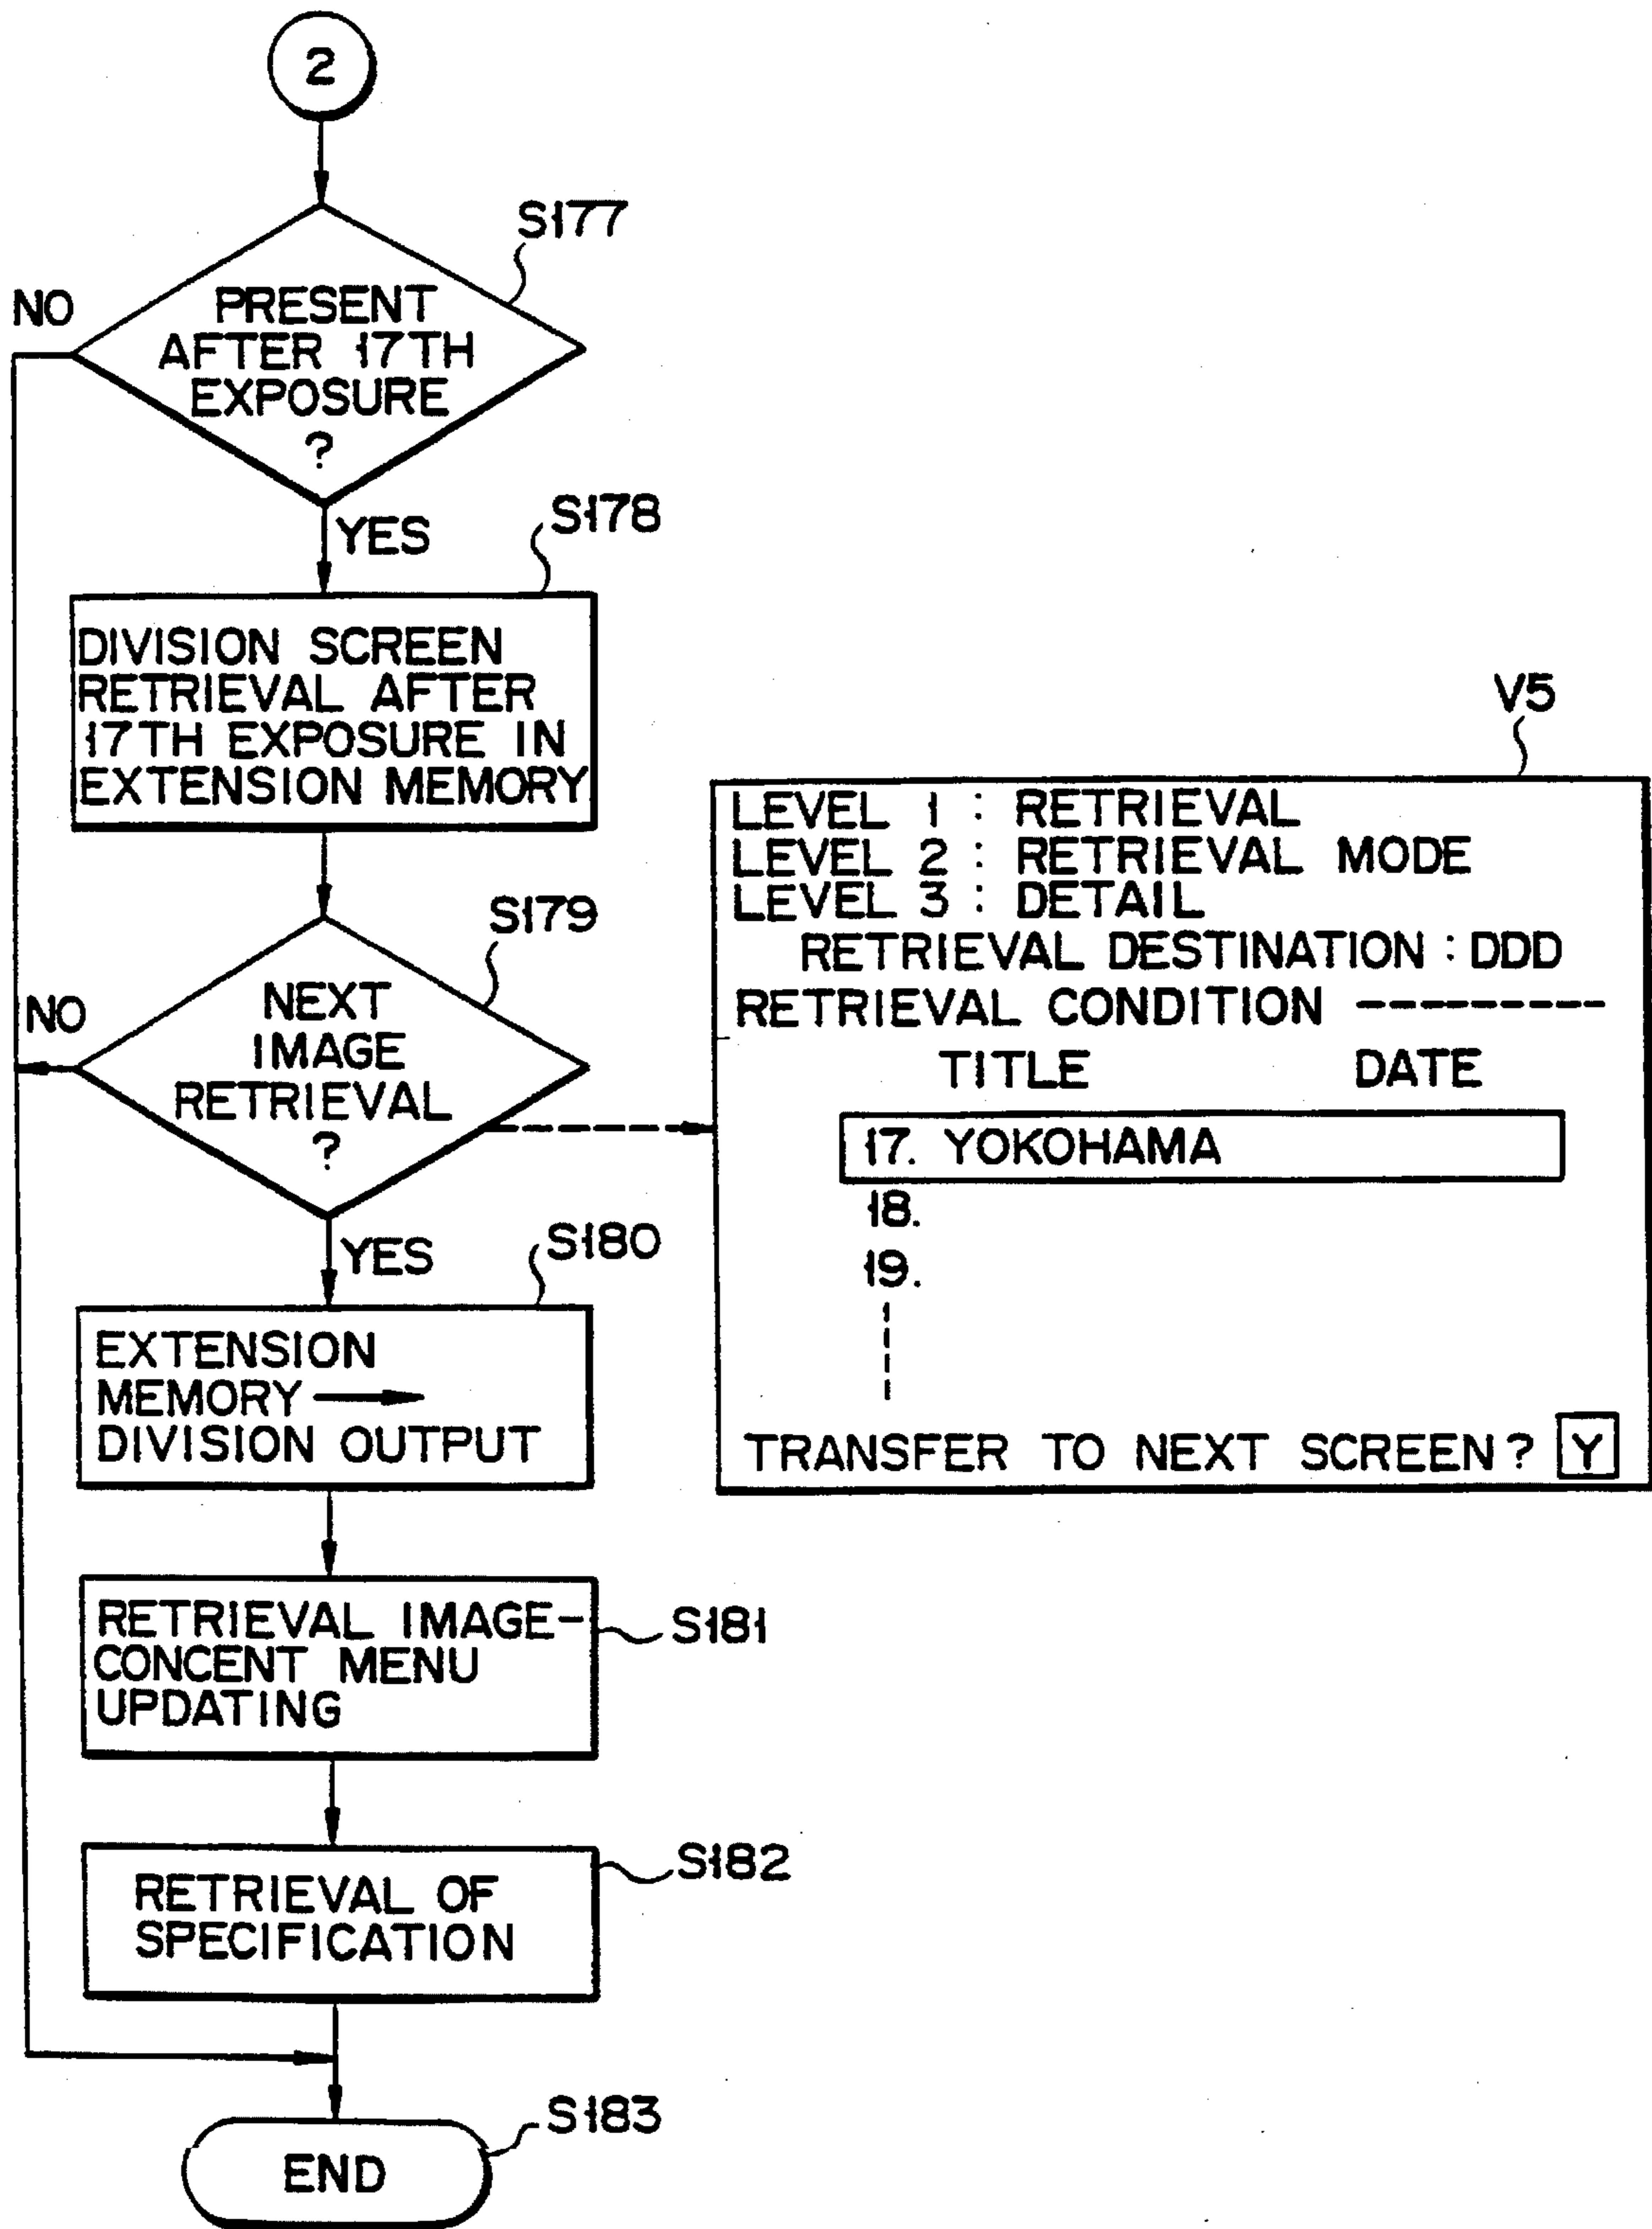 2
S177
NO
PRESENT
AFTER 17TH
EXPOSURE
?
YES
S178
DIVISION SCREEN
RETRIEVAL AFTER
17TH EXPOSURE IN
EXTENSION MEMORY
S179
NO
NEXT
IMAGE
RETRIEVAL
?
YES
V5
LEVEL 1 : RETRIEVAL
LEVEL 2 : RETRIEVAL MODE
LEVEL 3 : DETAIL
RETRIEVAL DESTINATION : DDD
RETRIEVAL CONDITION ---------
TITLE DATE
17. YOKOHAMA
18.
19.
TRANSFER TO NEXT SCREEN? Y
S180
EXTENSION
MEMORY →
DIVISION OUTPUT
RETRIEVAL IMAGE-
CONCENT MENU
UPDATING
S181
RETRIEVAL OF
SPECIFICATION
S182
END
S183